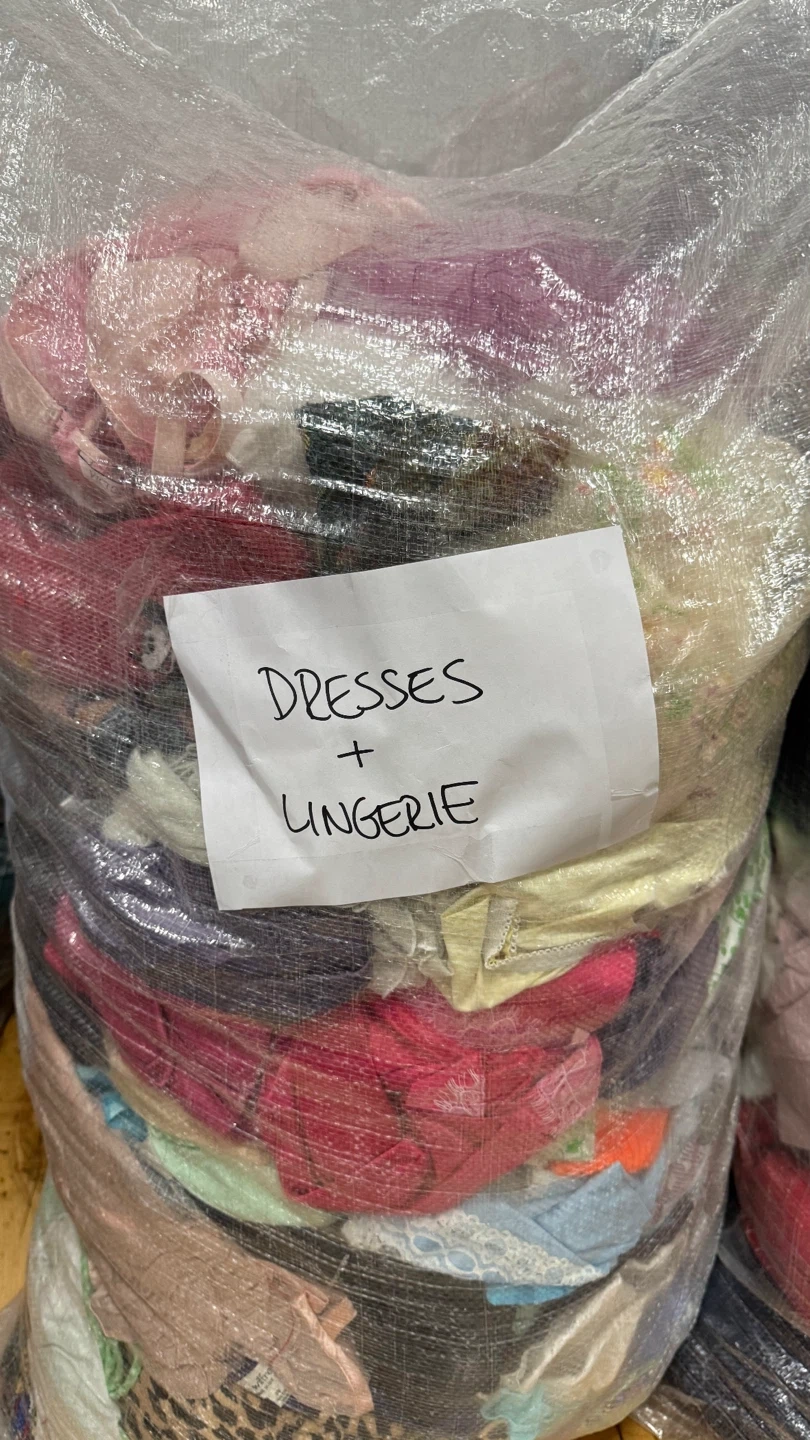 DRESSES
+
LINGERIE